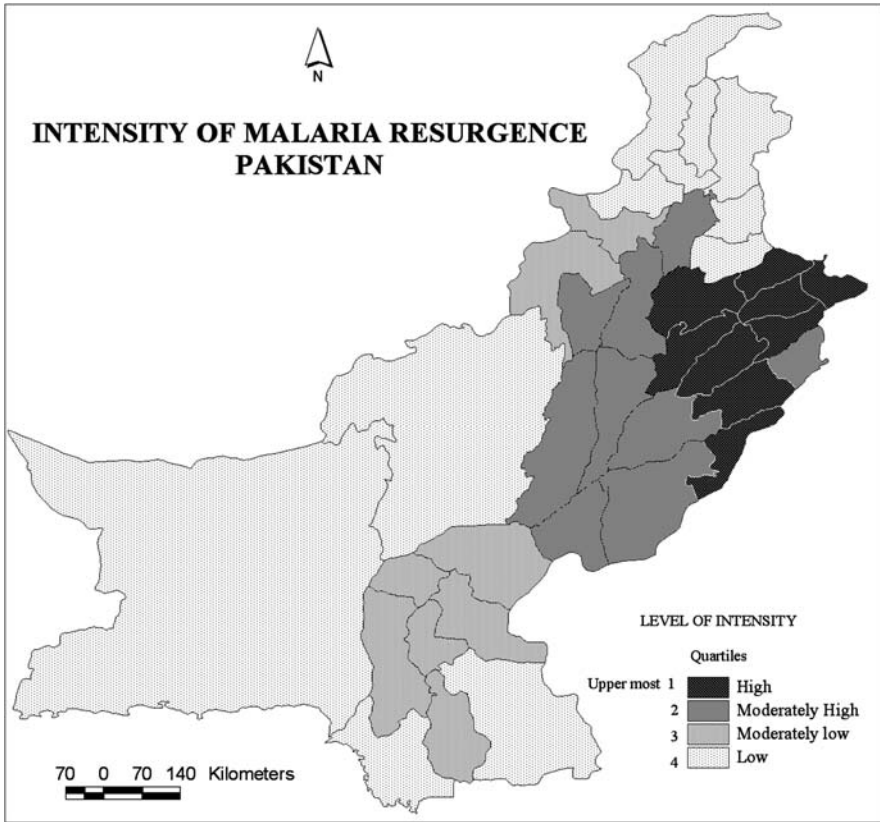 N
INTENSITY OF MALARIA RESURGENCE
PAKISTAN
LEVEL OF INTENSITY
Quartiles
Upper most 1 High
2 Moderately High
3 Moderately low
4 Low
70 0 70 140 Kilometers